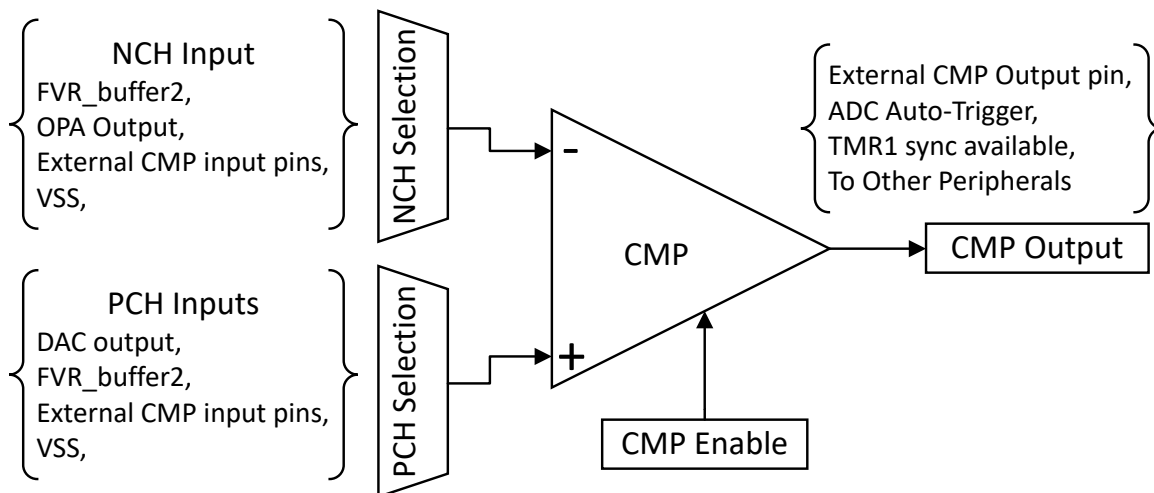 NCH Input
FVR_buffer2,
OPA Output,
External CMP input pins,
VSS,
NCH Selection
-
External CMP Output pin,
ADC Auto-Trigger,
TMR1 sync available,
To Other Peripherals
CMP
CMP Output
PCH Inputs
DAC output,
FVR_buffer2,
External CMP input pins,
VSS,
PCH Selection
+
CMP Enable